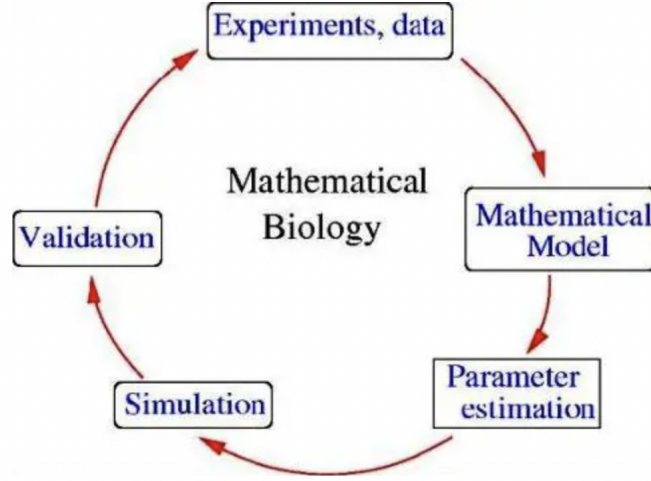 Experiments, data
Mathematical
Biology
Mathematical
Model
Validation
Parameter
estimation
Simulation